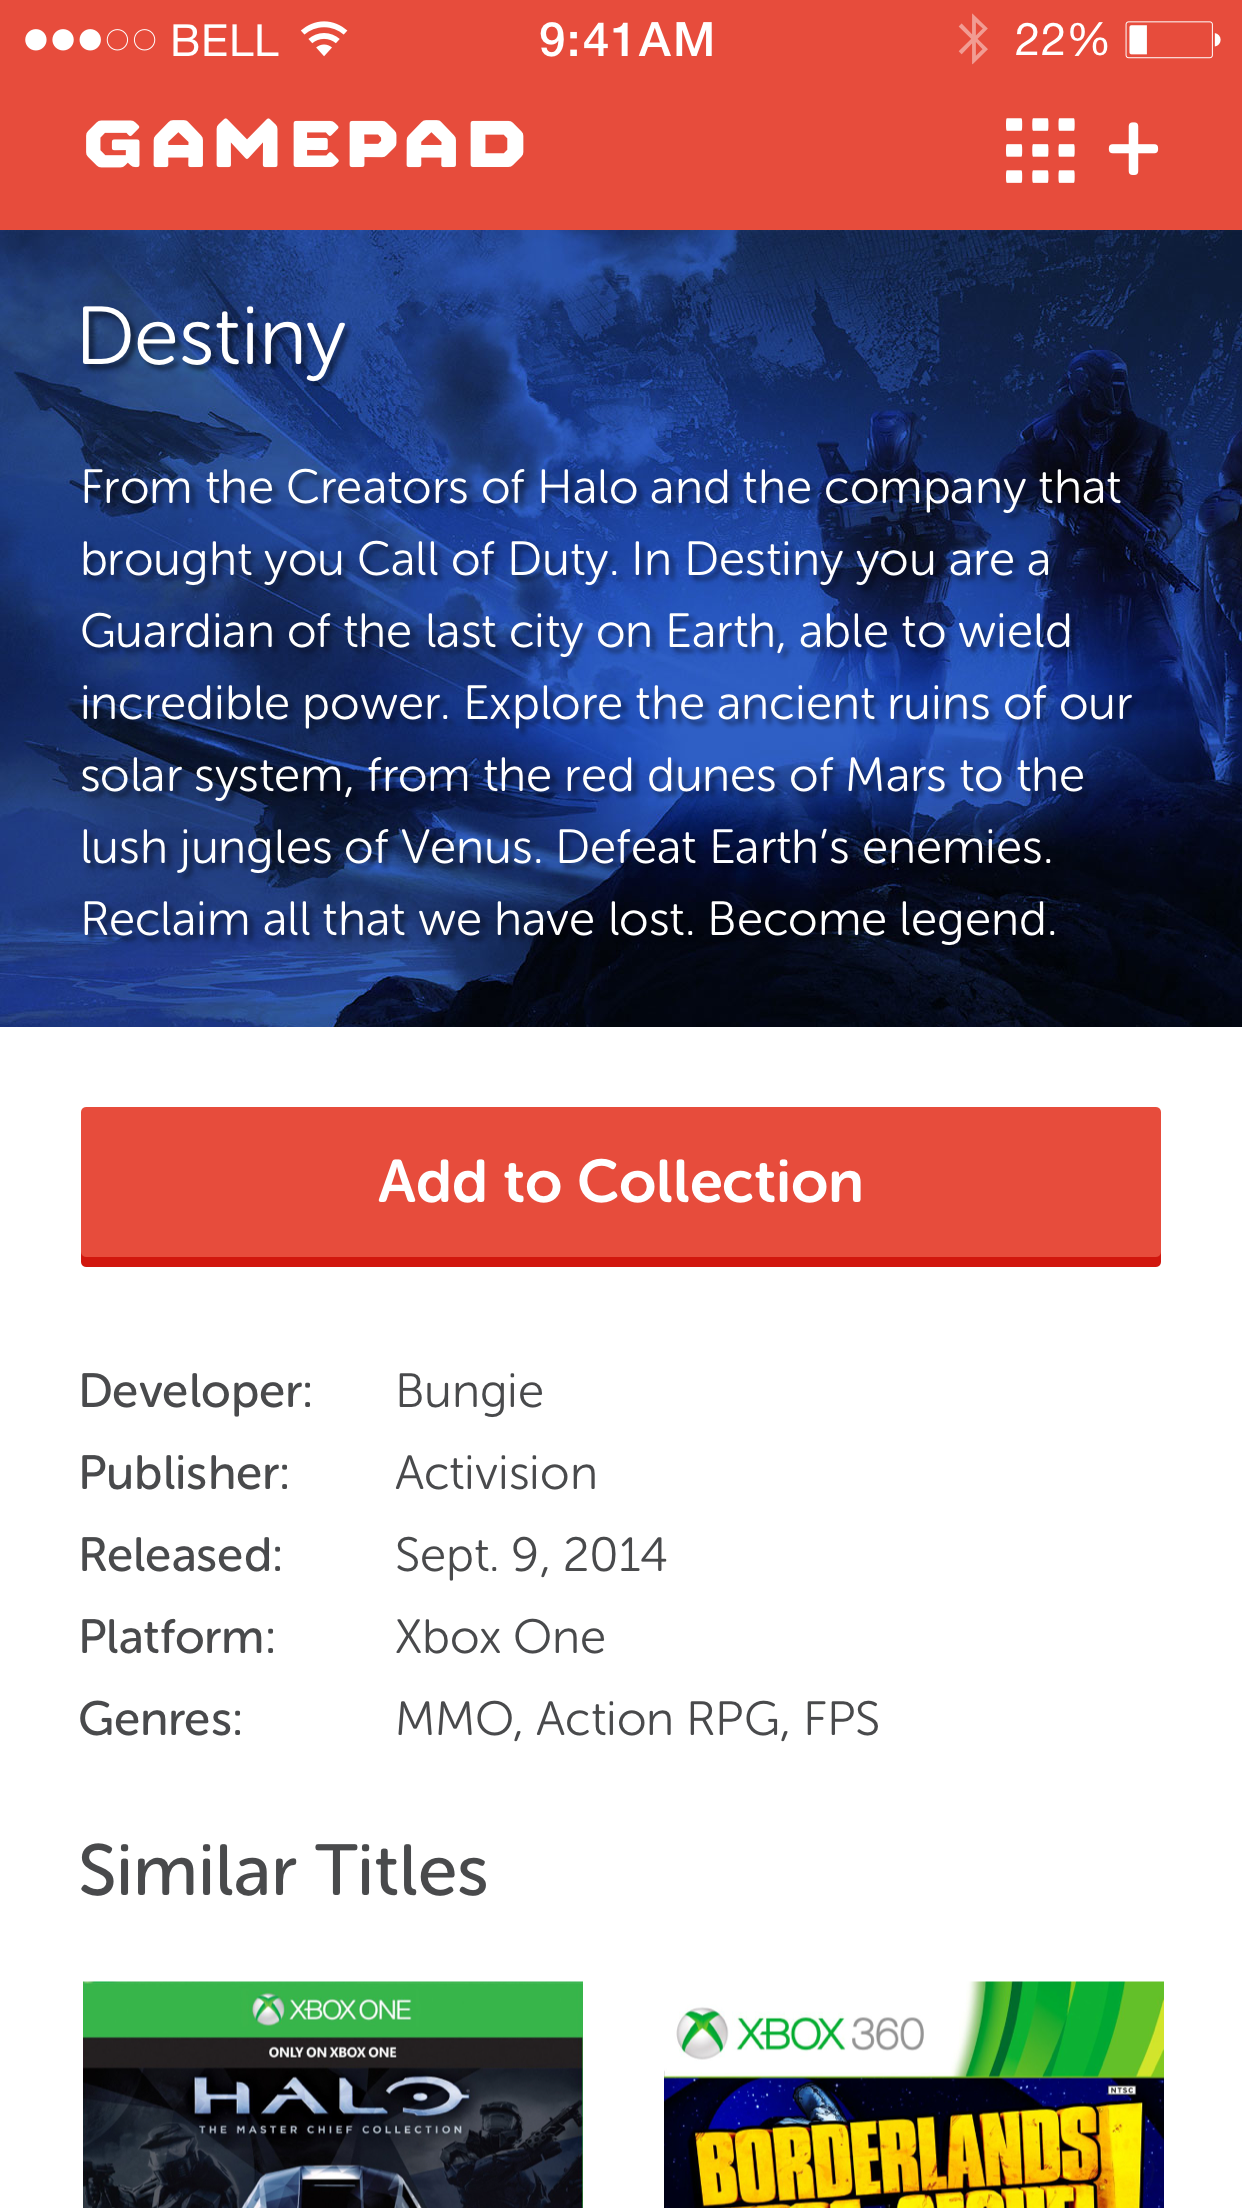 BELL 9:41AM 22%
GAMEPAD
Destiny
From the Creators of Halo and the company that
brought you Call of Duty. In Destiny you are a
Guardian of the last city on Earth, able to wield
incredible power. Explore the ancient ruins of our
solar system, from the red dunes of Mars to the
lush jungles of Venus. Defeat Earth’s enemies.
Reclaim all that we have lost. Become legend.
Add to Collection
Developer: Bungie
Publisher: Activision
Released: Sept. 9, 2014
Platform: Xbox One
Genres: MMO, Action RPG, FPS
Similar Titles
XBOX ONE
ONLY ON XBOX ONE
HALO
THE MASTER CHIEF COLLECTION
XBOX 360
NTSC
BORDERLANDS